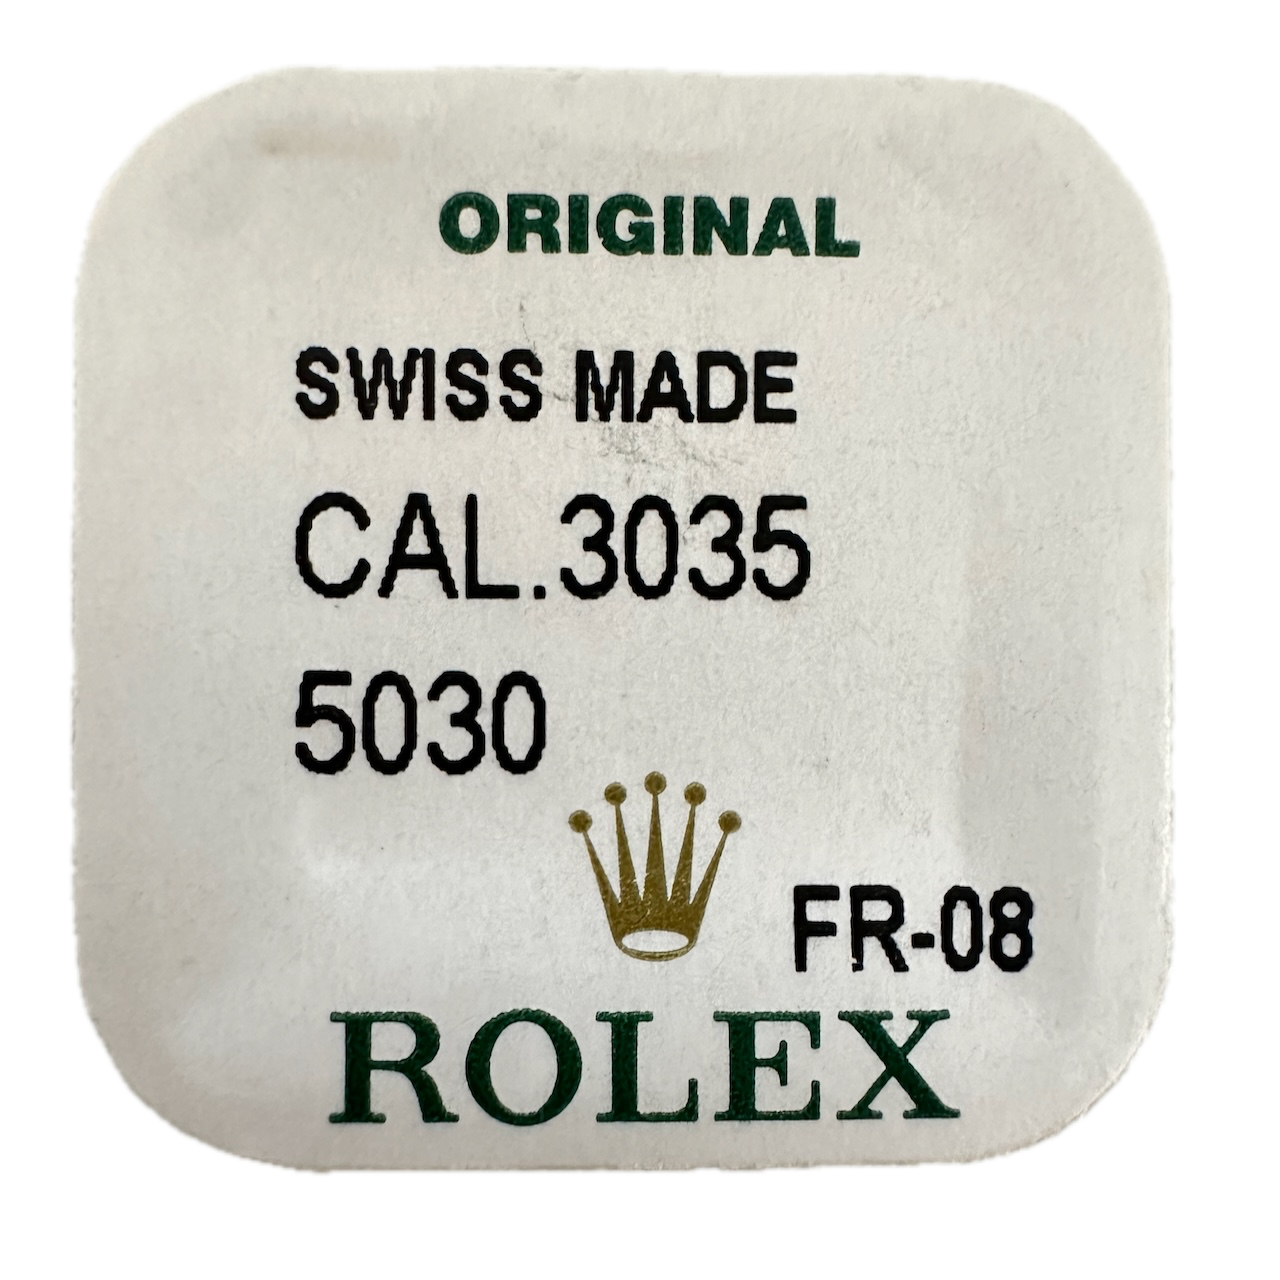 ORIGINAL
SWISS MADE
CAL.3035
5030
FR-08
ROLEX